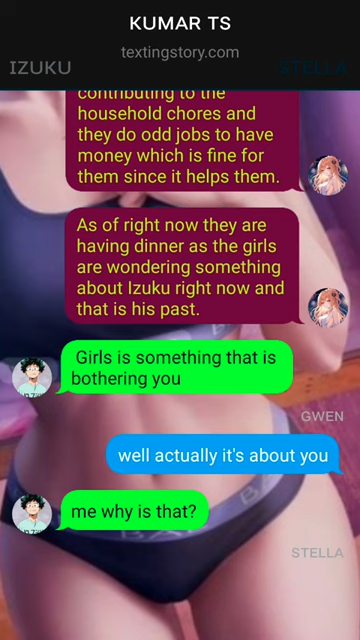 KUMAR TS
textingstory.com
IZUKU
STELLA
contributing to the
household chores and
they do odd jobs to have
money which is fine for
them since it helps them.
As of right now they are
having dinner as the girls
are wondering something
about Izuku right now and
that is his past.
Girls is something that is
bothering you
GWEN
well actually it's about you
me why is that?
STELLA